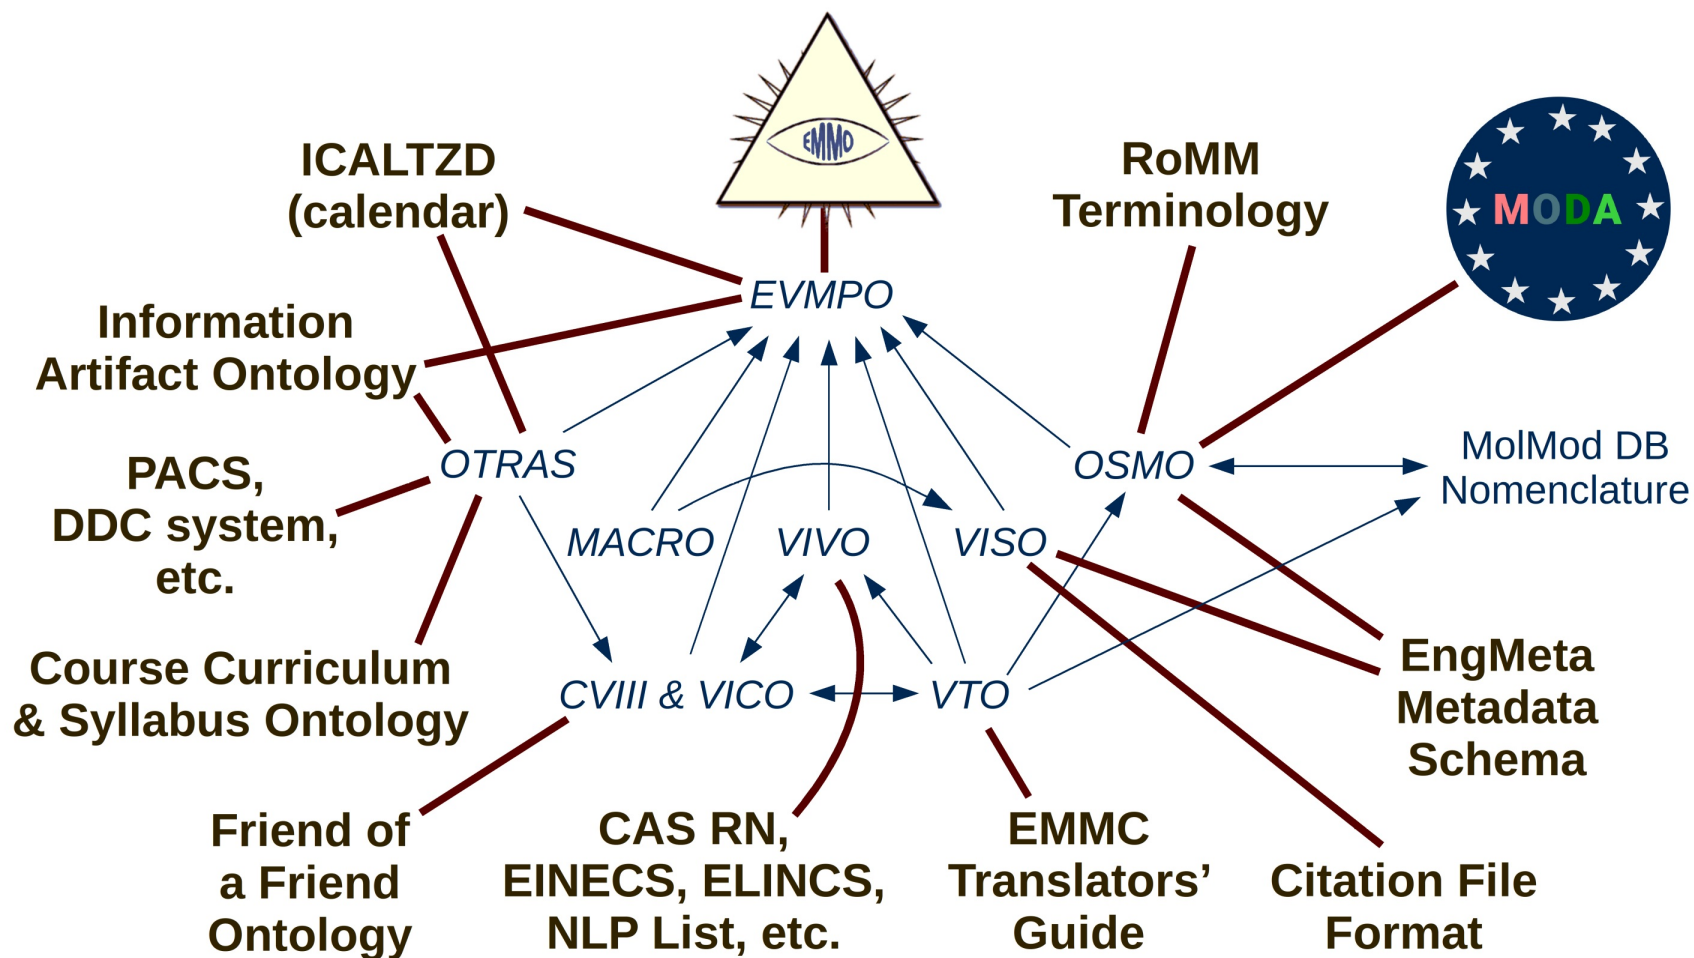 EMMO
ICALTZD
(calendar)
RoMM
Terminology
MODA
EVMPO
Information
Artifact Ontology
OTRAS
OSMO
MolMod DB
Nomenclature
PACS,
DDC system,
etc.
MACRO
VIVO
VISO
Course Curriculum
& Syllabus Ontology
CVIII & VICO
VTO
EngMeta
Metadata
Schema
Friend of
a Friend
Ontology
CAS RN,
EINECS, ELINCS,
NLP List, etc.
EMMC
Translators’
Guide
Citation File
Format